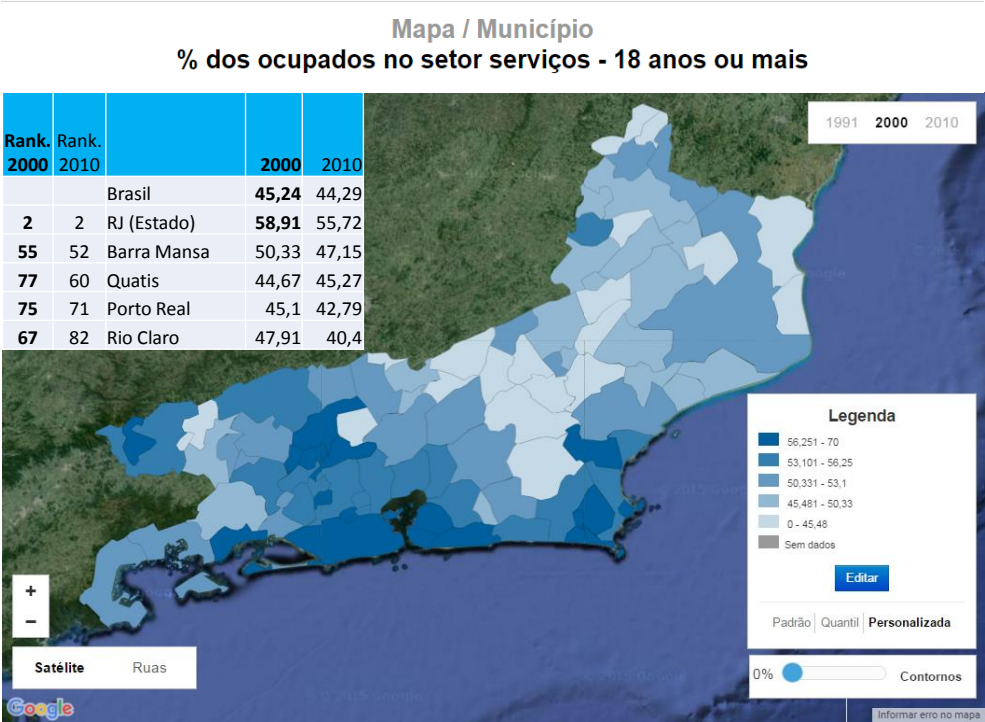 Mapa / Município
% dos ocupados no setor serviços - 18 anos ou mais
Rank. 2000 Rank. 2010 2000 2010
Brasil 45,24 44,29
2 2 RJ (Estado) 58,91 55,72
55 52 Barra Mansa 50,33 47,15
77 60 Quatis 44,67 45,27
75 71 Porto Real 45,1 42,79
67 82 Rio Claro 47,91 40,4
1991 2000 2010
Legenda
56,251 - 70
53,101 - 56,25
50,331 - 53,1
45,481 - 50,33
0 - 45,48
Sem dados
Editar
Padrão Quantil Personalizada
0% Contornos
+
−
Satélite Ruas
Google
Informar erro no mapa